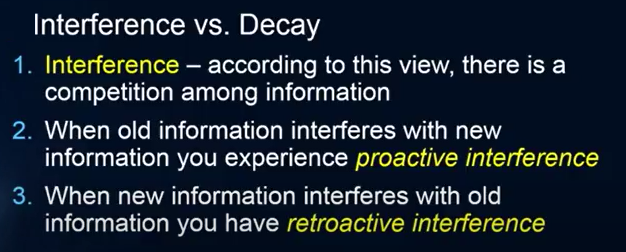 Interference vs. Decay
1. Interference – according to this view, there is a
competition among information
2. When old information interferes with new
information you experience proactive interference
3. When new information interferes with old
information you have retroactive interference